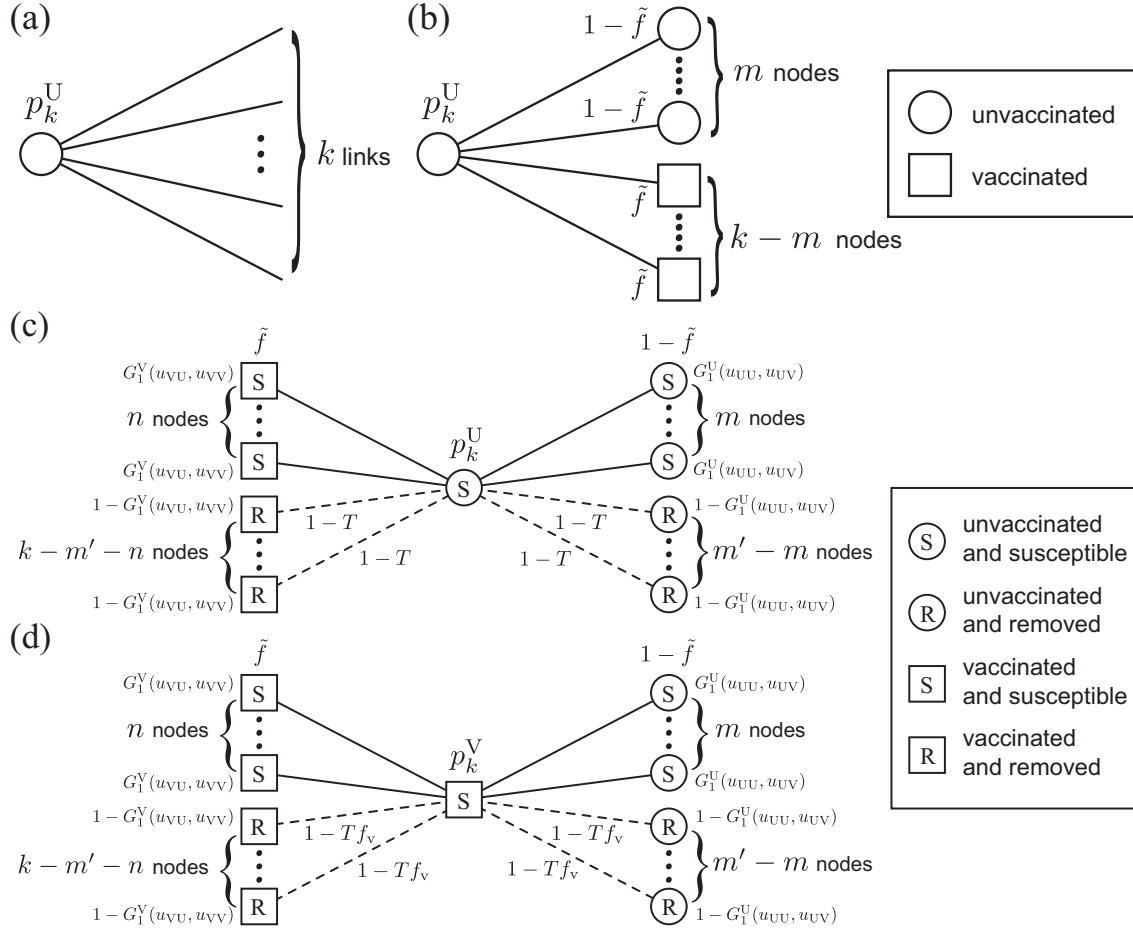 (a)
p_k^U
k links
(b)
p_k^U
1 − f̃
1 − f̃
m nodes
f̃
f̃
k − m nodes
unvaccinated
vaccinated
(c)
f̃
G_1^V(u_VU, u_VV)
S
n nodes
G_1^V(u_VU, u_VV)
S
1 − G_1^V(u_VU, u_VV)
R
k − m′ − n nodes
1 − G_1^V(u_VU, u_VV)
R
p_k^U
S
1 − T
1 − T
1 − T
1 − T
1 − f̃
S
G_1^U(u_UU, u_UV)
m nodes
S
G_1^U(u_UU, u_UV)
R
1 − G_1^U(u_UU, u_UV)
m′ − m nodes
R
1 − G_1^U(u_UU, u_UV)
(d)
f̃
G_1^V(u_VU, u_VV)
S
n nodes
G_1^V(u_VU, u_VV)
S
1 − G_1^V(u_VU, u_VV)
R
k − m′ − n nodes
1 − G_1^V(u_VU, u_VV)
R
p_k^V
S
1 − Tf_v
1 − Tf_v
1 − Tf_v
1 − Tf_v
1 − f̃
S
G_1^U(u_UU, u_UV)
m nodes
S
G_1^U(u_UU, u_UV)
R
1 − G_1^U(u_UU, u_UV)
m′ − m nodes
R
1 − G_1^U(u_UU, u_UV)
S
unvaccinated
and susceptible
R
unvaccinated
and removed
S
vaccinated
and susceptible
R
vaccinated
and removed